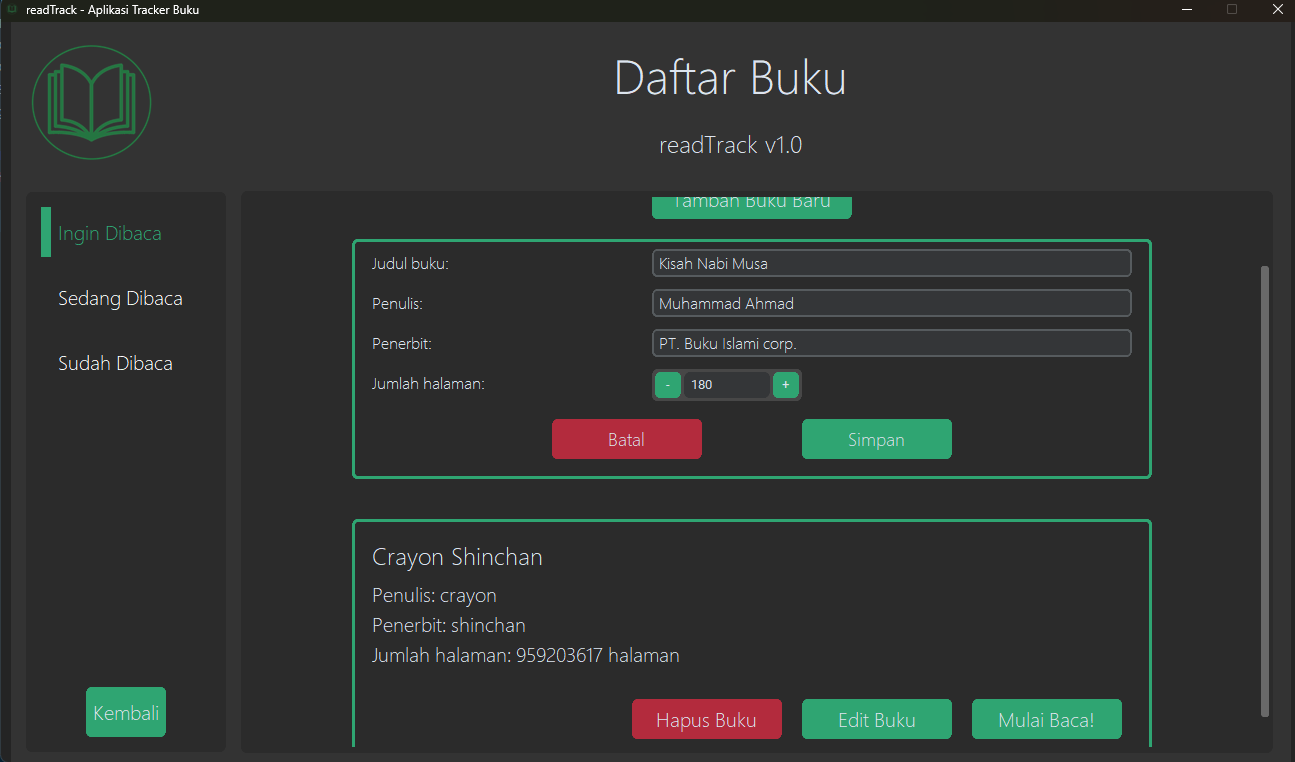 readTrack - Aplikasi Tracker Buku
Daftar Buku
readTrack v1.0
Ingin Dibaca
Sedang Dibaca
Sudah Dibaca
Kembali
Tambah Buku Baru
Judul buku: Kisah Nabi Musa
Penulis: Muhammad Ahmad
Penerbit: PT. Buku Islami corp.
Jumlah halaman: - 180 +
Batal Simpan
Crayon Shinchan
Penulis: crayon
Penerbit: shinchan
Jumlah halaman: 959203617 halaman
Hapus Buku Edit Buku Mulai Baca!